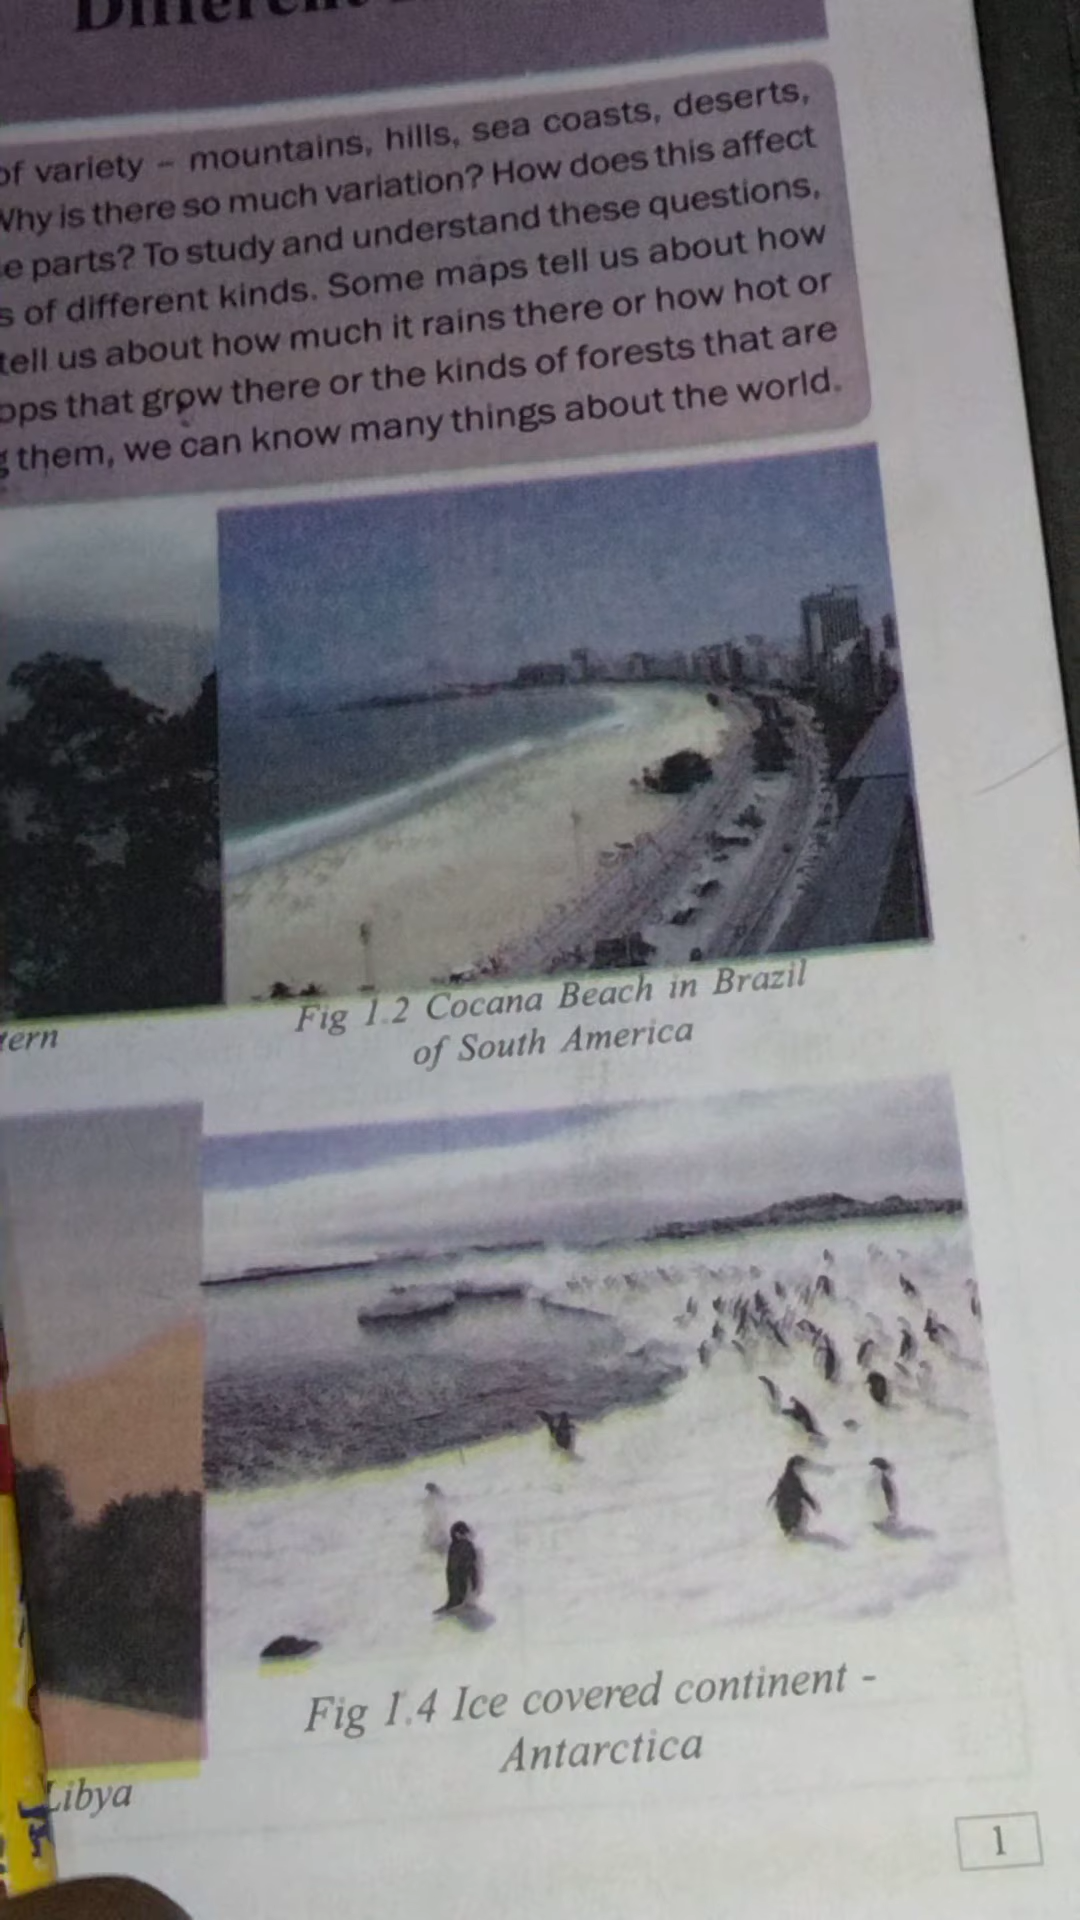 of variety – mountains, hills, sea coasts, deserts,
Why is there so much variation? How does this affect
parts? To study and understand these questions,
of different kinds. Some maps tell us about how
tell us about how much it rains there or how hot or
that grow there or the kinds of forests that are
them, we can know many things about the world.
Fig 1.2 Cocana Beach in Brazil
of South America
Fig 1.4 Ice covered continent -
Antarctica
Libya
1